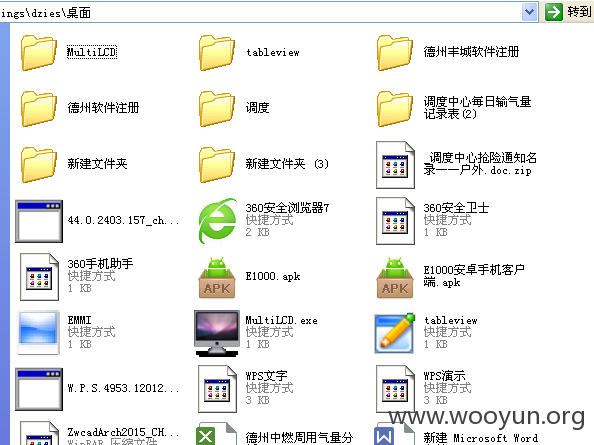 ings\dzies\桌面
转到
MultiLCD
tableview
德州丰城软件注册
德州软件注册
调度
调度中心每日输气量
记录表(2)
新建文件夹
新建文件夹 (3)
_调度中心抢险通知名
录一一户外.doc.zip
44.0.2403.157_ch...
360安全浏览器7
快捷方式
2 KB
360安全卫士
快捷方式
1 KB
360手机助手
快捷方式
1 KB
E1000.apk
E1000安卓手机客户
端.apk
EMMI
快捷方式
1 KB
MultiLCD.exe
快捷方式
1 KB
tableview
快捷方式
1 KB
W.P.S.4953.12012...
WPS文字
快捷方式
3 KB
WPS演示
快捷方式
3 KB
ZwcadArch2015_CH...
WinRAR 压缩文件
德州中燃周用气量分
新建 Microsoft Word
www.wooyun.org
APK
APK